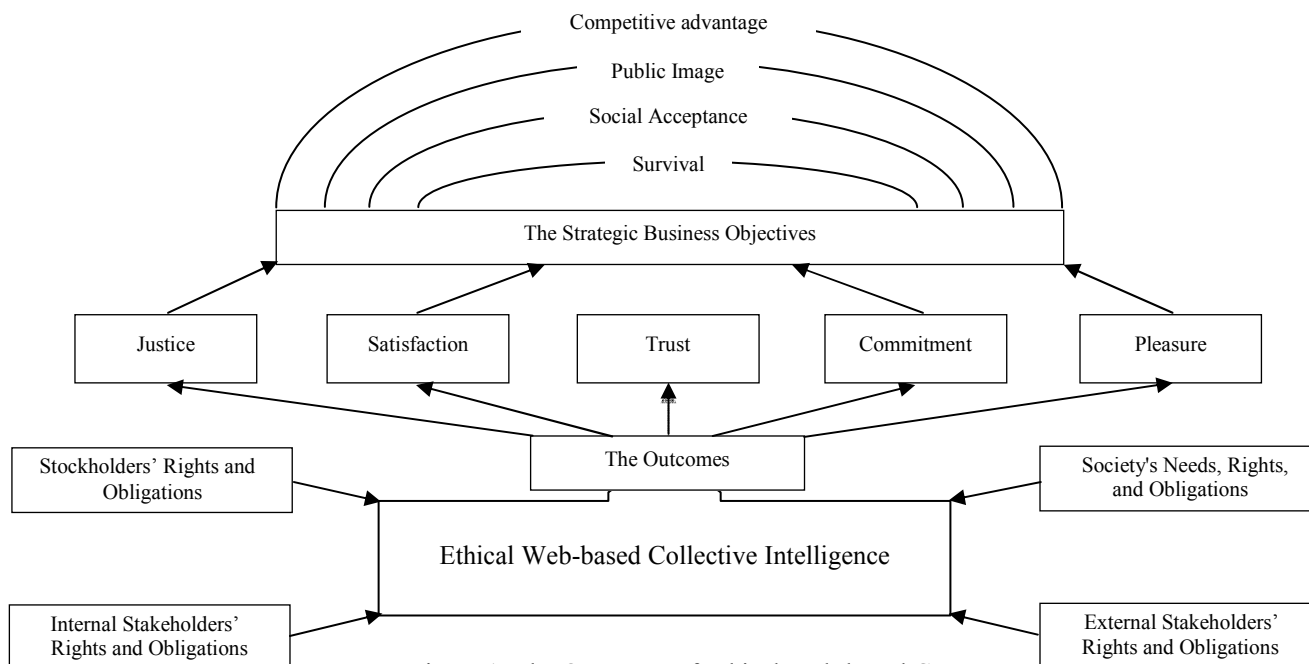 Competitive advantage
Public Image
Social Acceptance
Survival
The Strategic Business Objectives
Justice
Satisfaction
Trust
Commitment
Pleasure
The Outcomes
Stockholders’ Rights and
Obligations
Society's Needs, Rights,
and Obligations
Ethical Web-based Collective Intelligence
Internal Stakeholders’
Rights and Obligations
External Stakeholders’
Rights and Obligations